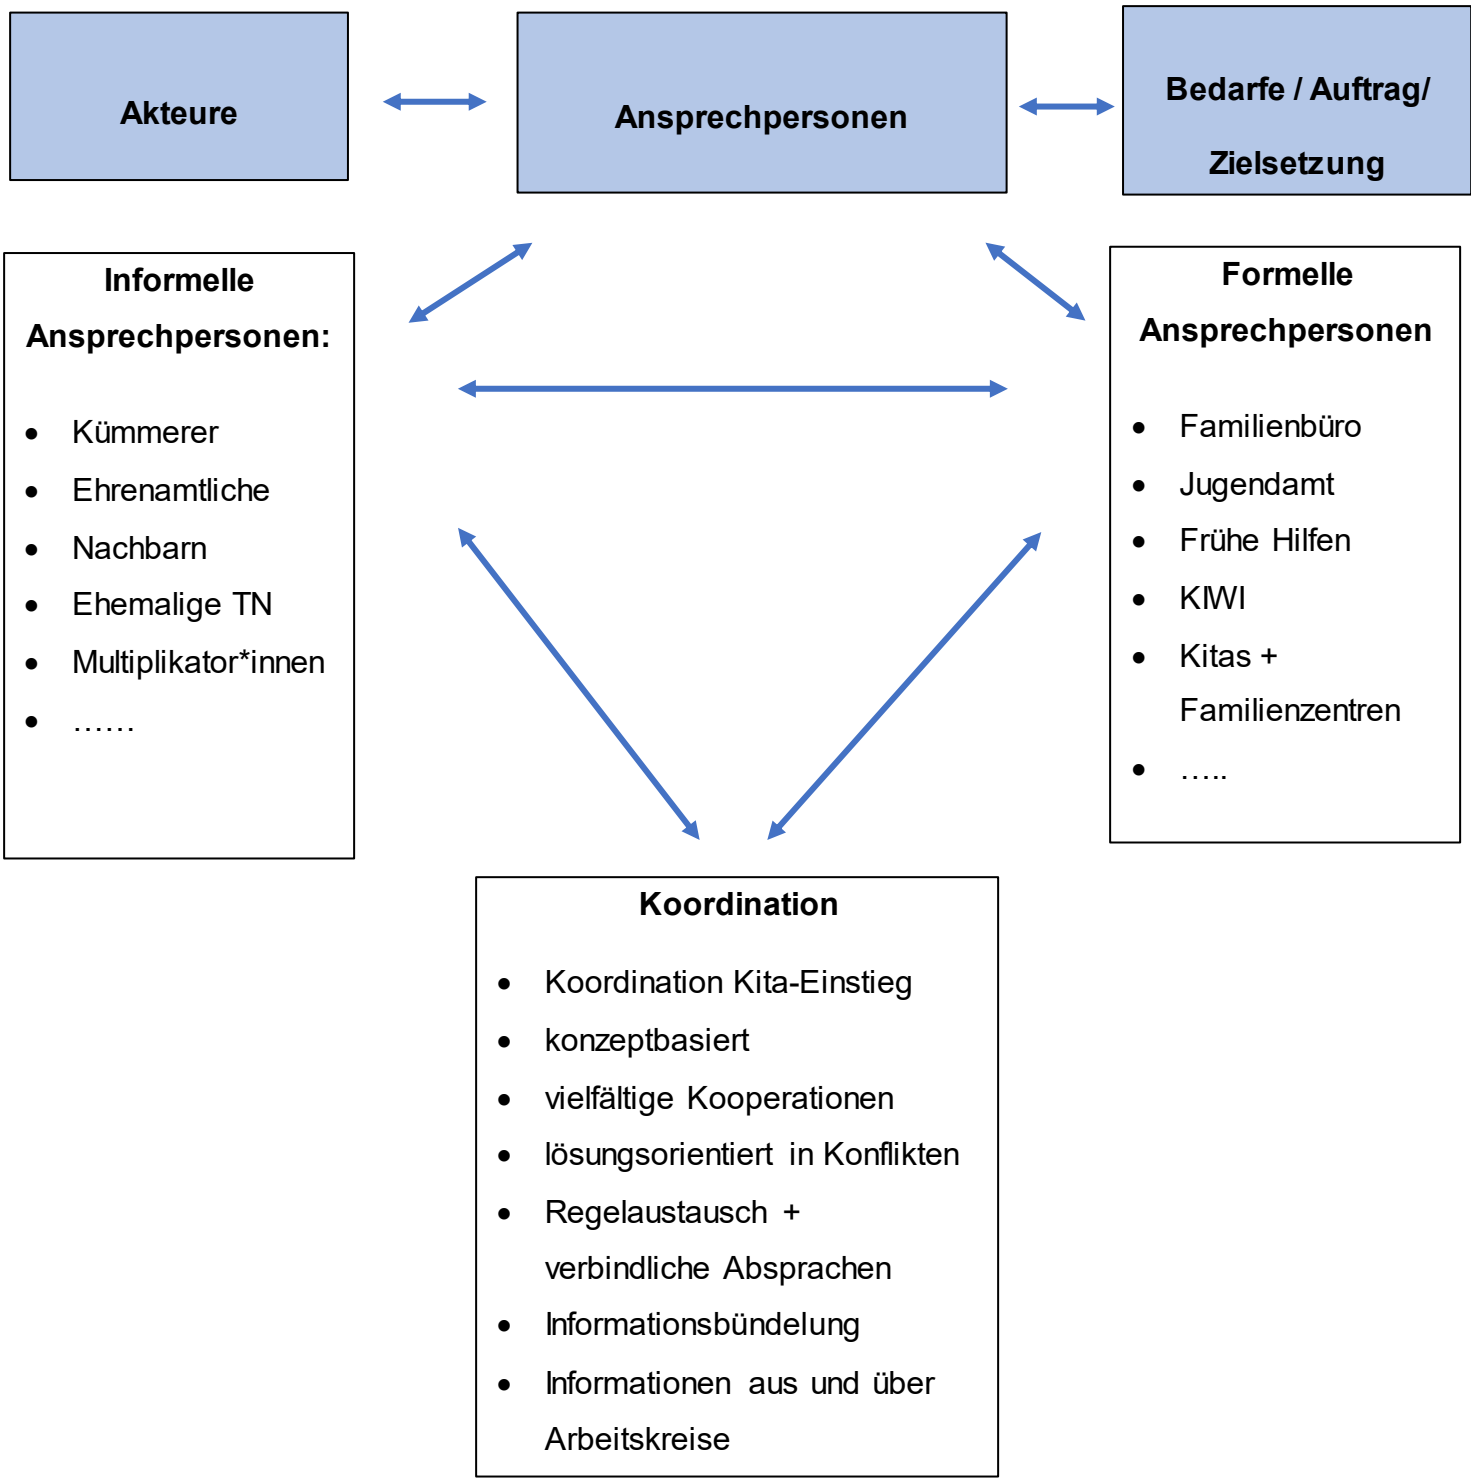 Akteure
Ansprechpersonen
Bedarfe / Auftrag/
Zielsetzung
Informelle
Ansprechpersonen:
• Kümmerer
• Ehrenamtliche
• Nachbarn
• Ehemalige TN
• Multiplikator*innen
• ……
Formelle
Ansprechpersonen
• Familienbüro
• Jugendamt
• Frühe Hilfen
• KIWI
• Kitas +
Familienzentren
• …..
Koordination
• Koordination Kita-Einstieg
• konzeptbasiert
• vielfältige Kooperationen
• lösungsorientiert in Konflikten
• Regelaustausch +
verbindliche Absprachen
• Informationsbündelung
• Informationen aus und über
Arbeitskreise